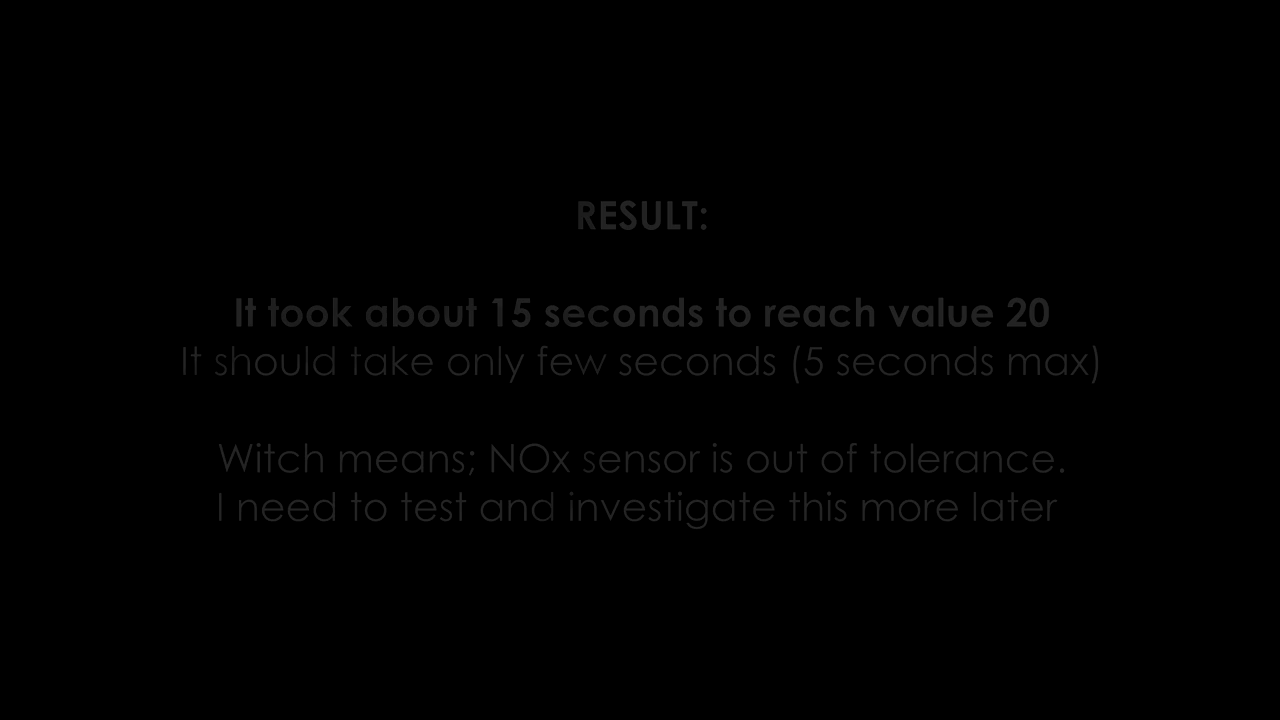 RESULT:
It took about 15 seconds to reach value 20
It should take only few seconds (5 seconds max)
Witch means; NOx sensor is out of tolerance.
I need to test and investigate this more later